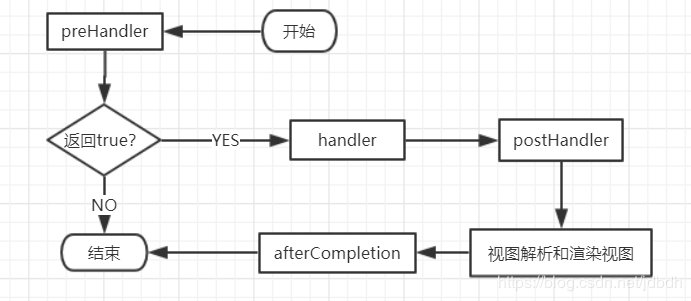 preHandler
开始
返回true?
YES
handler
postHandler
NO
结束
afterCompletion
视图解析和渲染视图
https://blog.csdn.net/jdbdh